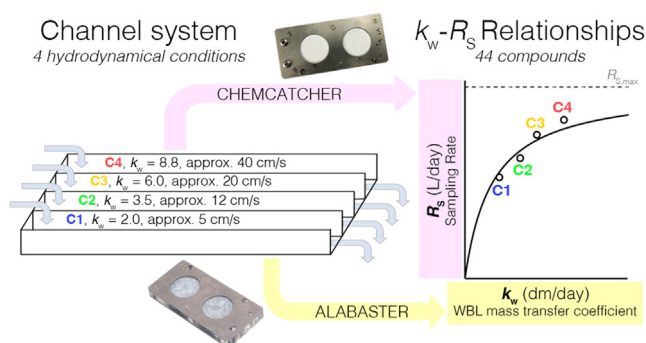 Channel system
4 hydrodynamical conditions
CHEMCATCHER
C4, kw = 8.8, approx. 40 cm/s
C3, kw = 6.0, approx. 20 cm/s
C2, kw = 3.5, approx. 12 cm/s
C1, kw = 2.0, approx. 5 cm/s
ALABASTER
kw-RS Relationships
44 compounds
RS,max
C4
C3
C2
C1
RS (L/day)
Sampling Rate
kw (dm/day)
WBL mass transfer coefficient